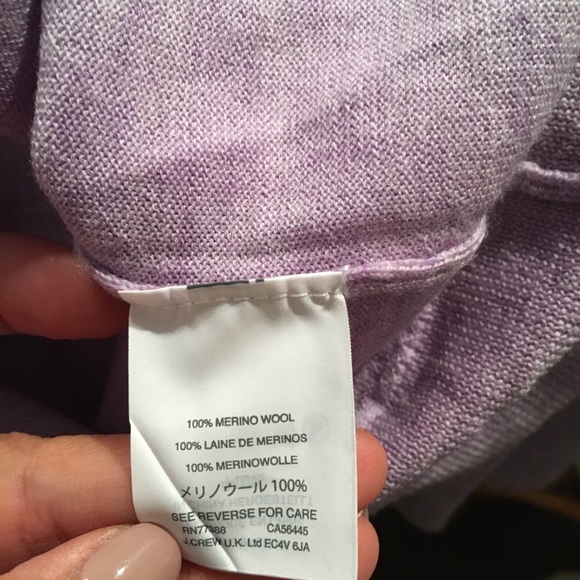 100% MERINO WOOL
100% LAINE DE MERINOS
100% MERINOWOLLE
メリノウール 100%
SEE REVERSE FOR CARE
RN77388 CA56445
J.CREW U.K. Ltd EC4V 6JA